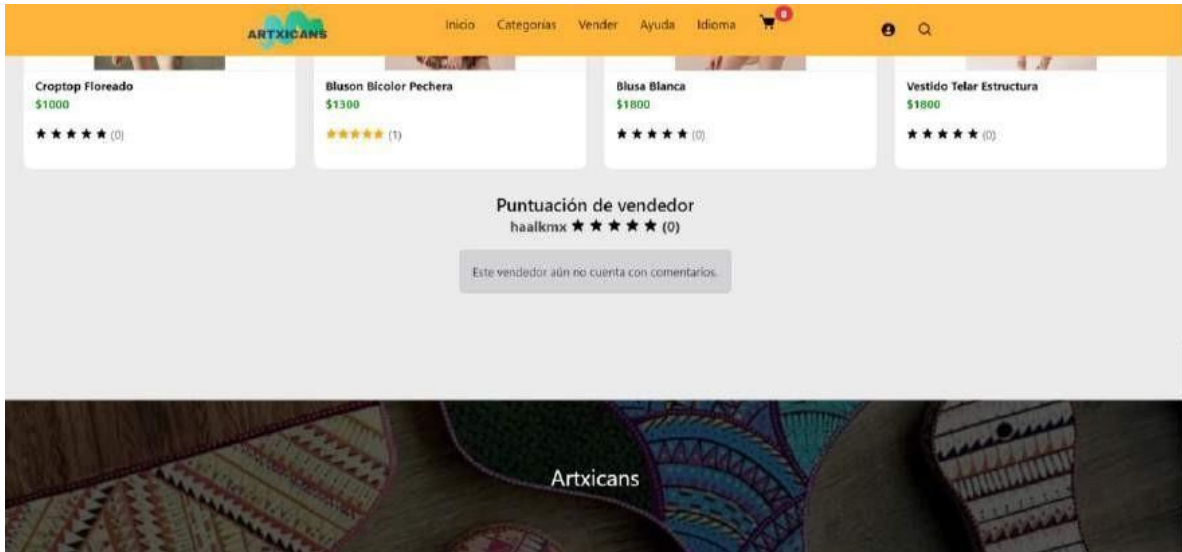 ARTXICANS
Inicio Categorías Vender Ayuda Idioma 0
Croptop Floreado
$1000
(0)
Bluson Bicolor Pechera
$1300
(1)
Blusa Blanca
$1800
(0)
Vestido Telar Estructura
$1800
(0)
Puntuación de vendedor
haalkmx (0)
Este vendedor aún no cuenta con comentarios.
Artxicans